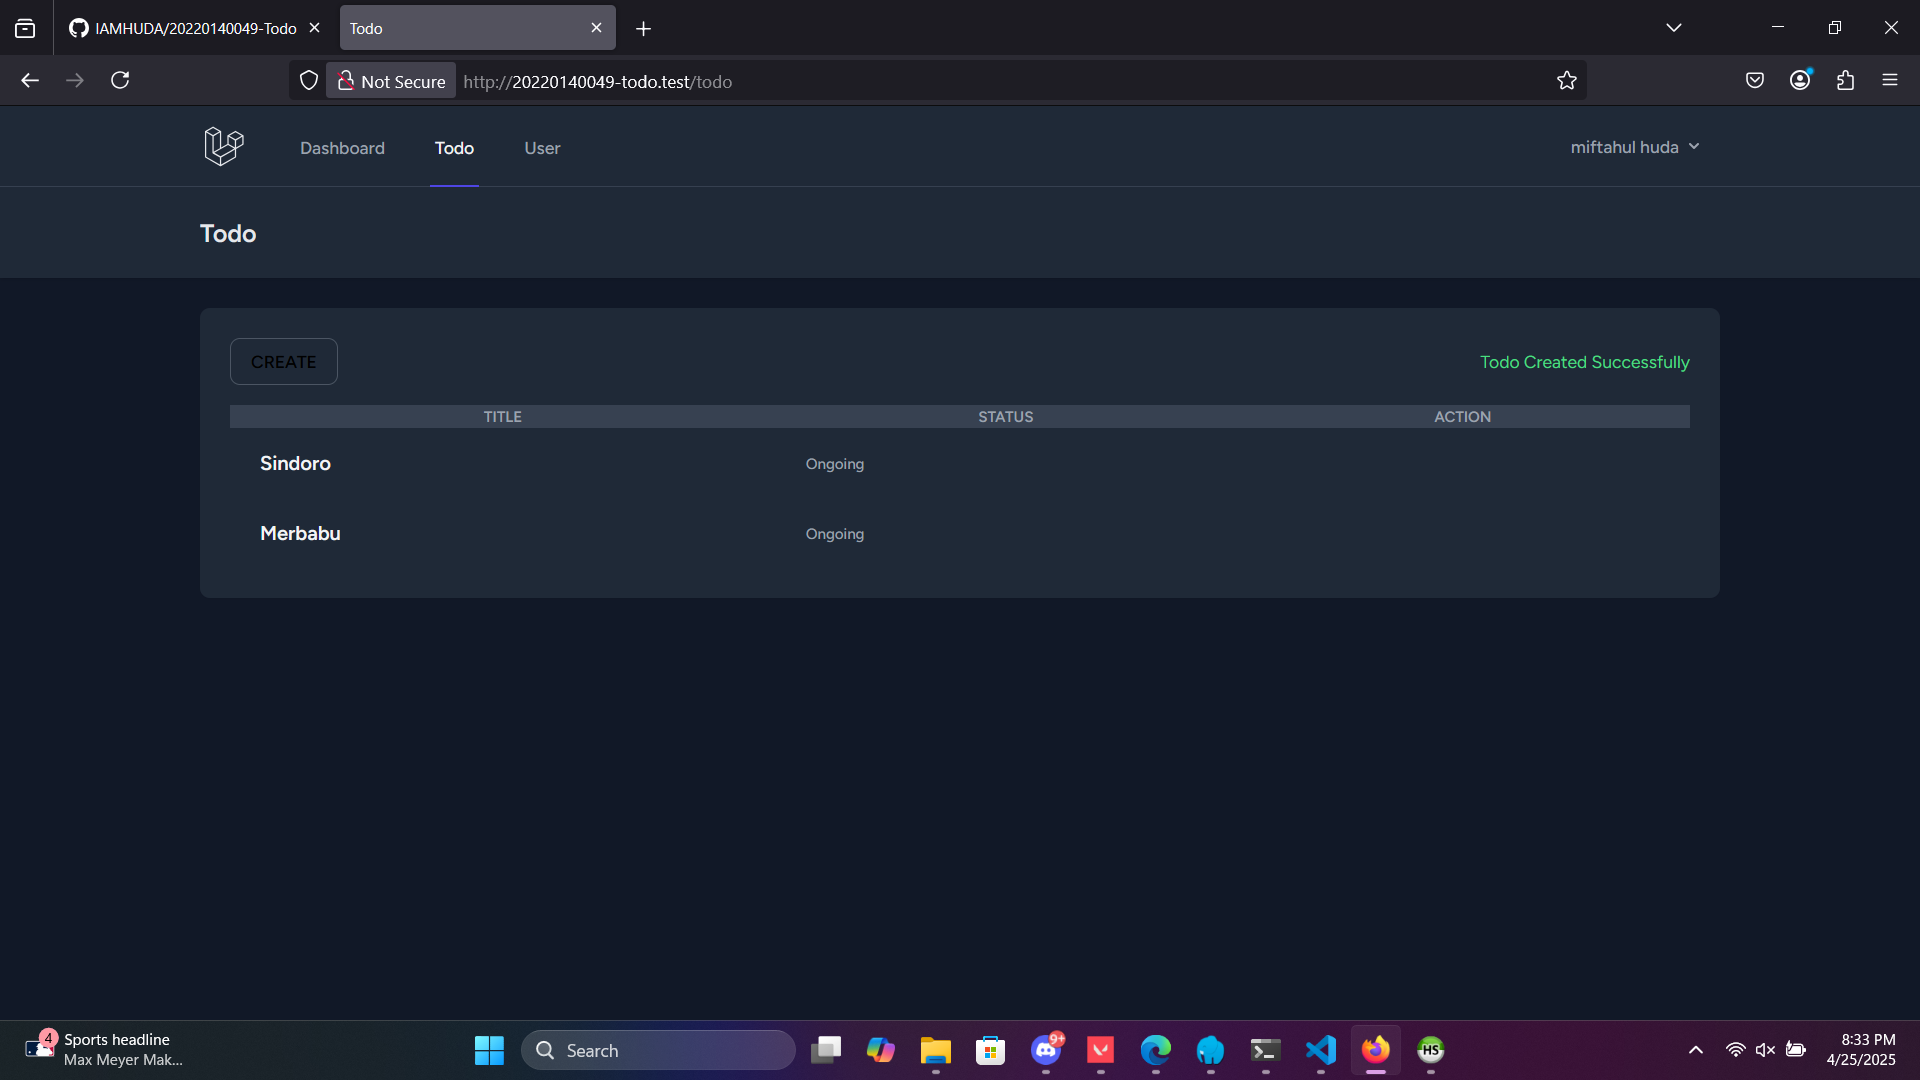 IAMHUDA/20220140049-Todo
Todo
Not Secure http://20220140049-todo.test/todo
Dashboard Todo User miftahul huda
Todo
CREATE Todo Created Successfully
TITLE STATUS ACTION
Sindoro Ongoing
Merbabu Ongoing
4
Sports headline
Max Meyer Mak...
Search
9+
HS
8:33 PM
4/25/2025